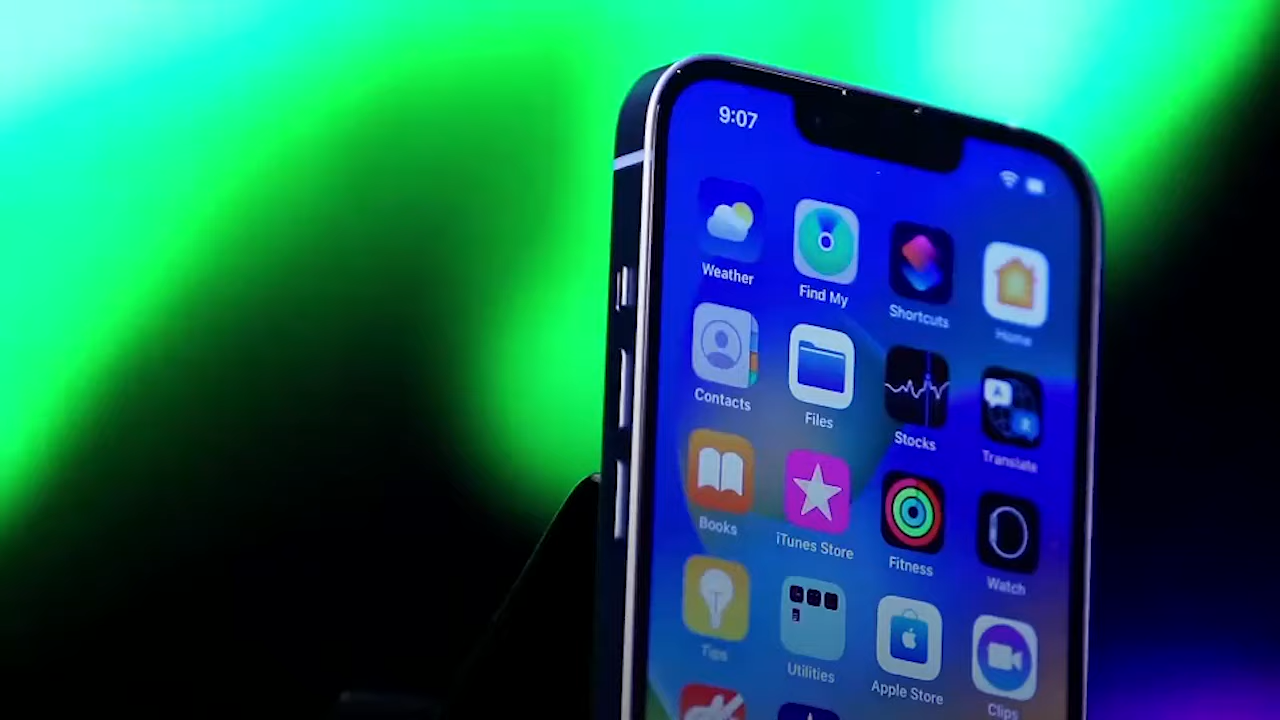 9:07
Weather
Find My
Shortcuts
Home
Contacts
Files
Stocks
Translate
Books
iTunes Store
Fitness
Watch
Tips
Utilities
Apple Store
Clips